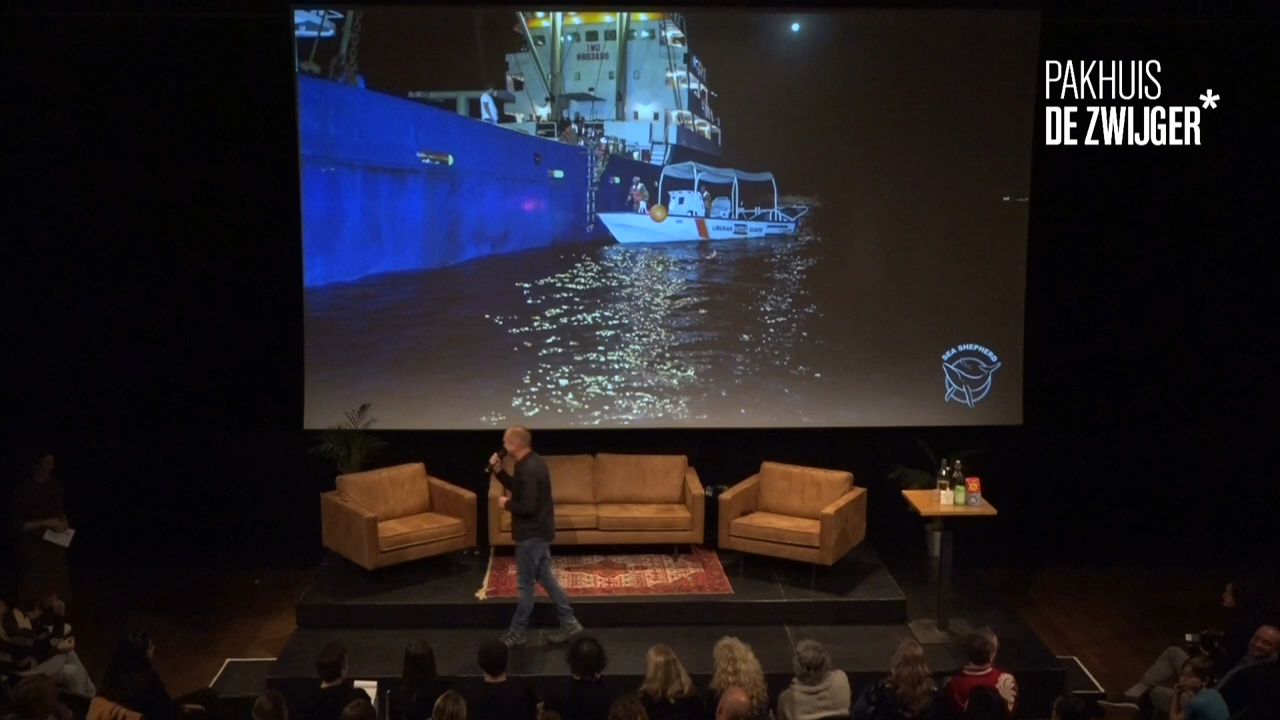 PAKHUIS
DE ZWIJGER*
IMO
LIBERIAN COAST GUARD
SEA SHEPHERD